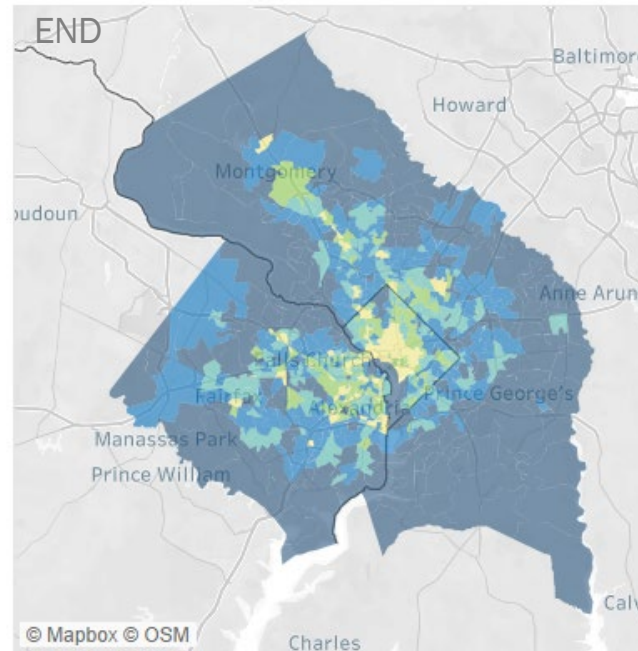 END
Baltimore
Howard
Montgomery
oudoun
Anne Arun
Falls Church
Fairfax
Prince George's
Alexandria
Manassas Park
Prince William
© Mapbox © OSM
Calv
Charles